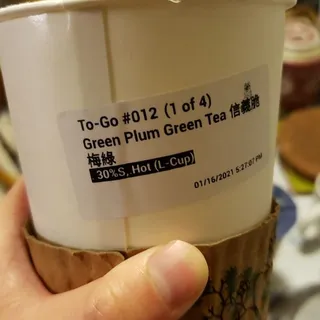 To-Go #012 (1 of 4)
Green Plum Green Tea 信義脆
梅綠
30%S, Hot (L-Cup)
01/16/2021 5:27:07 PM